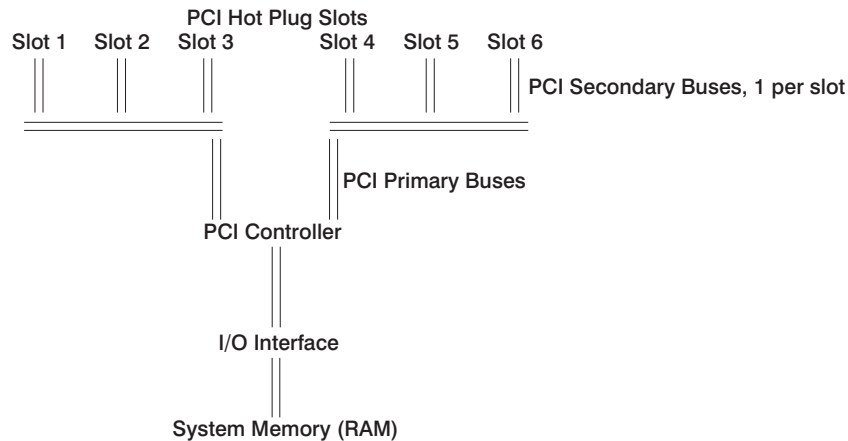 PCI Hot Plug Slots
Slot 1 Slot 2 Slot 3 Slot 4 Slot 5 Slot 6
PCI Secondary Buses, 1 per slot
PCI Primary Buses
PCI Controller
I/O Interface
System Memory (RAM)